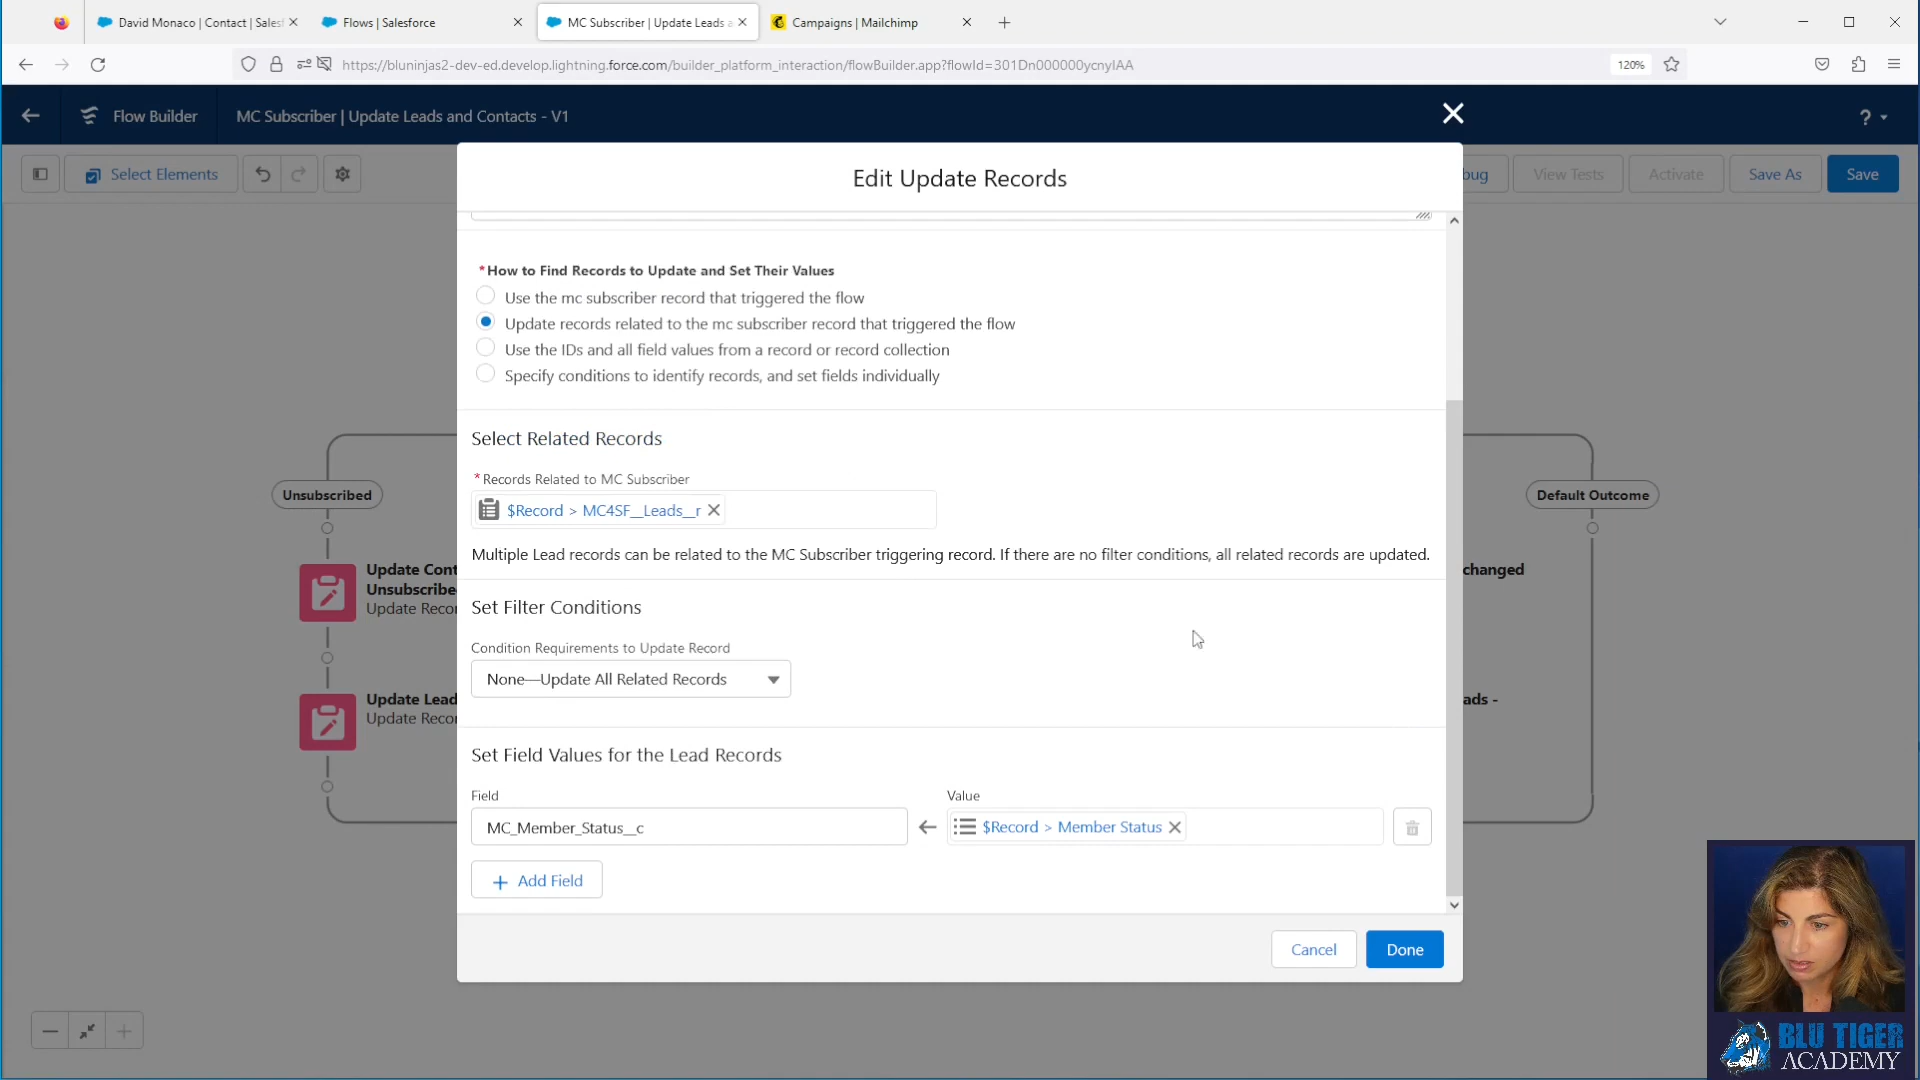 David Monaco | Contact | Salesf
Flows | Salesforce
MC Subscriber | Update Leads a
Campaigns | Mailchimp
https://bluninjas2-dev-ed.develop.lightning.force.com/builder_platform_interaction/flowBuilder.app?flowId=301Dn000000ycnyIAA
120%
Flow Builder
MC Subscriber | Update Leads and Contacts - V1
?
Select Elements
bug
View Tests
Activate
Save As
Save
Edit Update Records
*How to Find Records to Update and Set Their Values
Use the mc subscriber record that triggered the flow
Update records related to the mc subscriber record that triggered the flow
Use the IDs and all field values from a record or record collection
Specify conditions to identify records, and set fields individually
Select Related Records
*Records Related to MC Subscriber
$Record > MC4SF__Leads__r
Multiple Lead records can be related to the MC Subscriber triggering record. If there are no filter conditions, all related records are updated.
Set Filter Conditions
Condition Requirements to Update Record
None—Update All Related Records
Set Field Values for the Lead Records
Field
Value
MC_Member_Status__c
$Record > Member Status
Add Field
Cancel
Done
Unsubscribed
Update Cont
Unsubscribe
Update Recor
Update Lead
Update Recor
Default Outcome
changed
ads -
BLU TIGER
ACADEMY